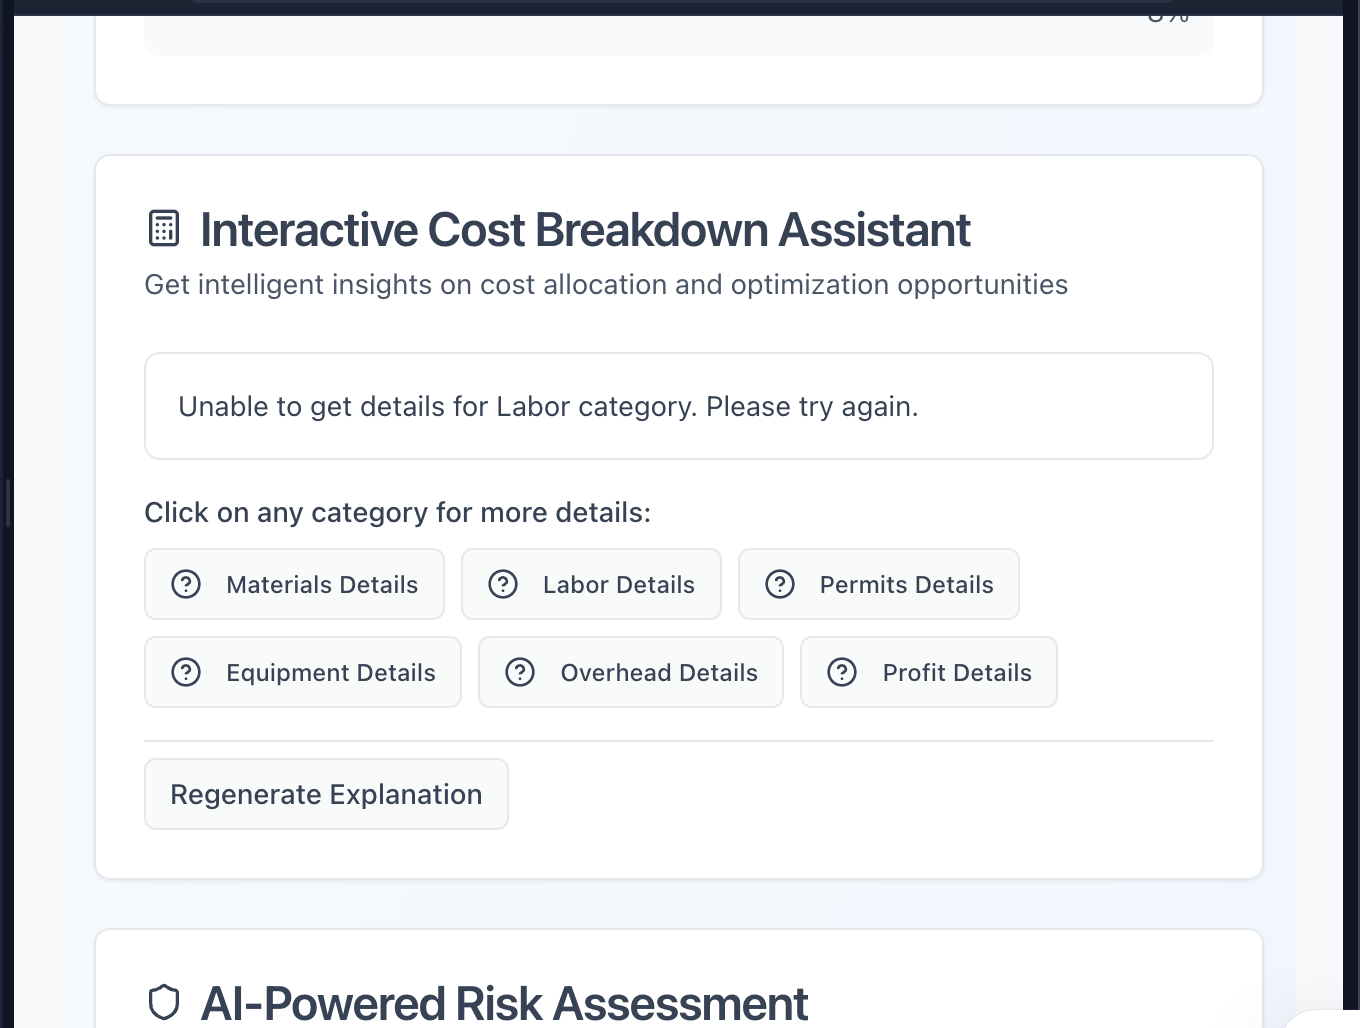 Interactive Cost Breakdown Assistant
Get intelligent insights on cost allocation and optimization opportunities
Unable to get details for Labor category. Please try again.
Click on any category for more details:
Materials Details
Labor Details
Permits Details
Equipment Details
Overhead Details
Profit Details
Regenerate Explanation
AI-Powered Risk Assessment